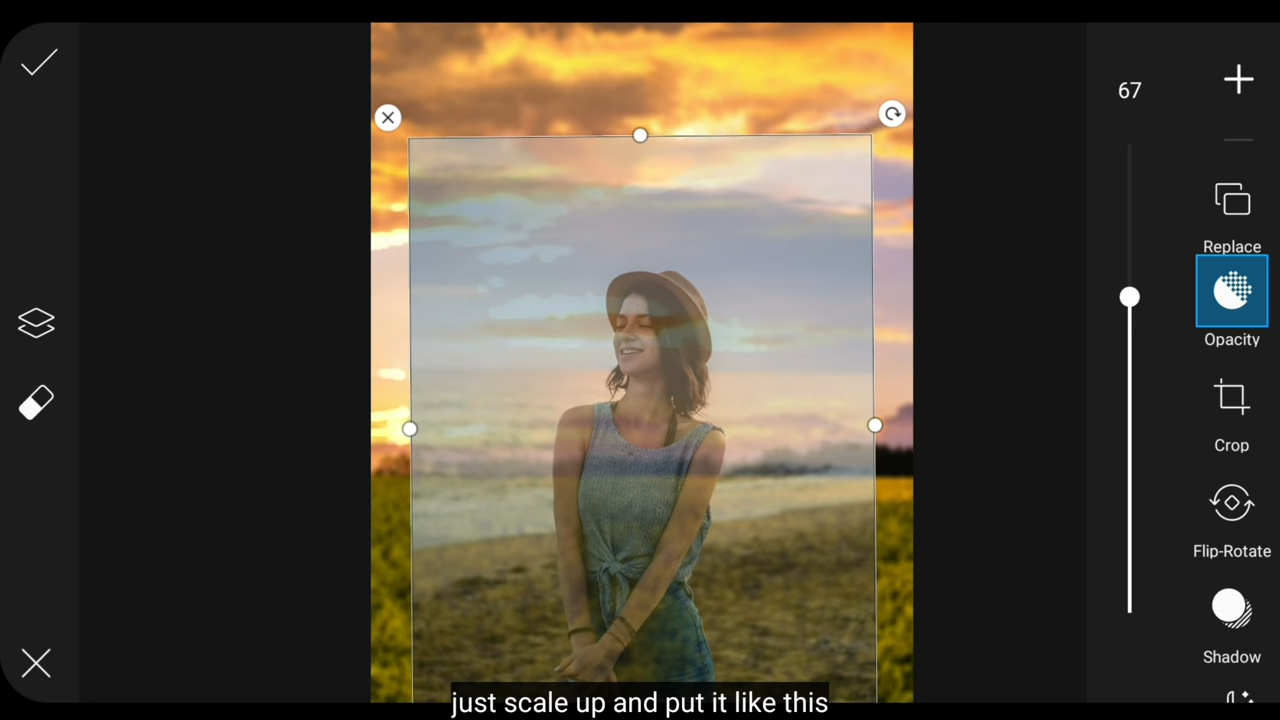 67
Replace
Opacity
Crop
Flip-Rotate
Shadow
just scale up and put it like this